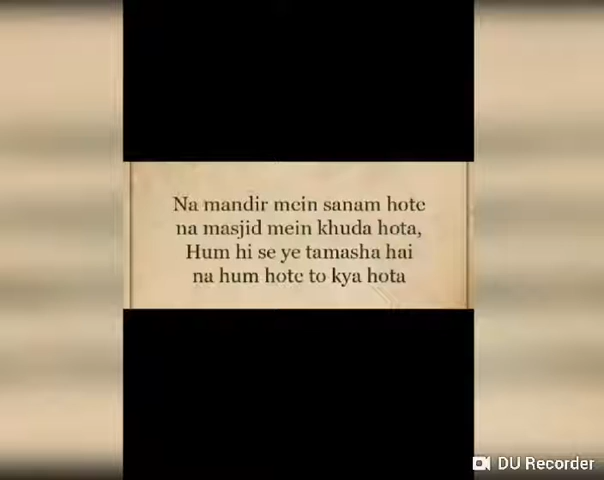 Na mandir mein sanam hote
na masjid mein khuda hota,
Hum hi se ye tamasha hai
na hum hote to kya hota
DU Recorder